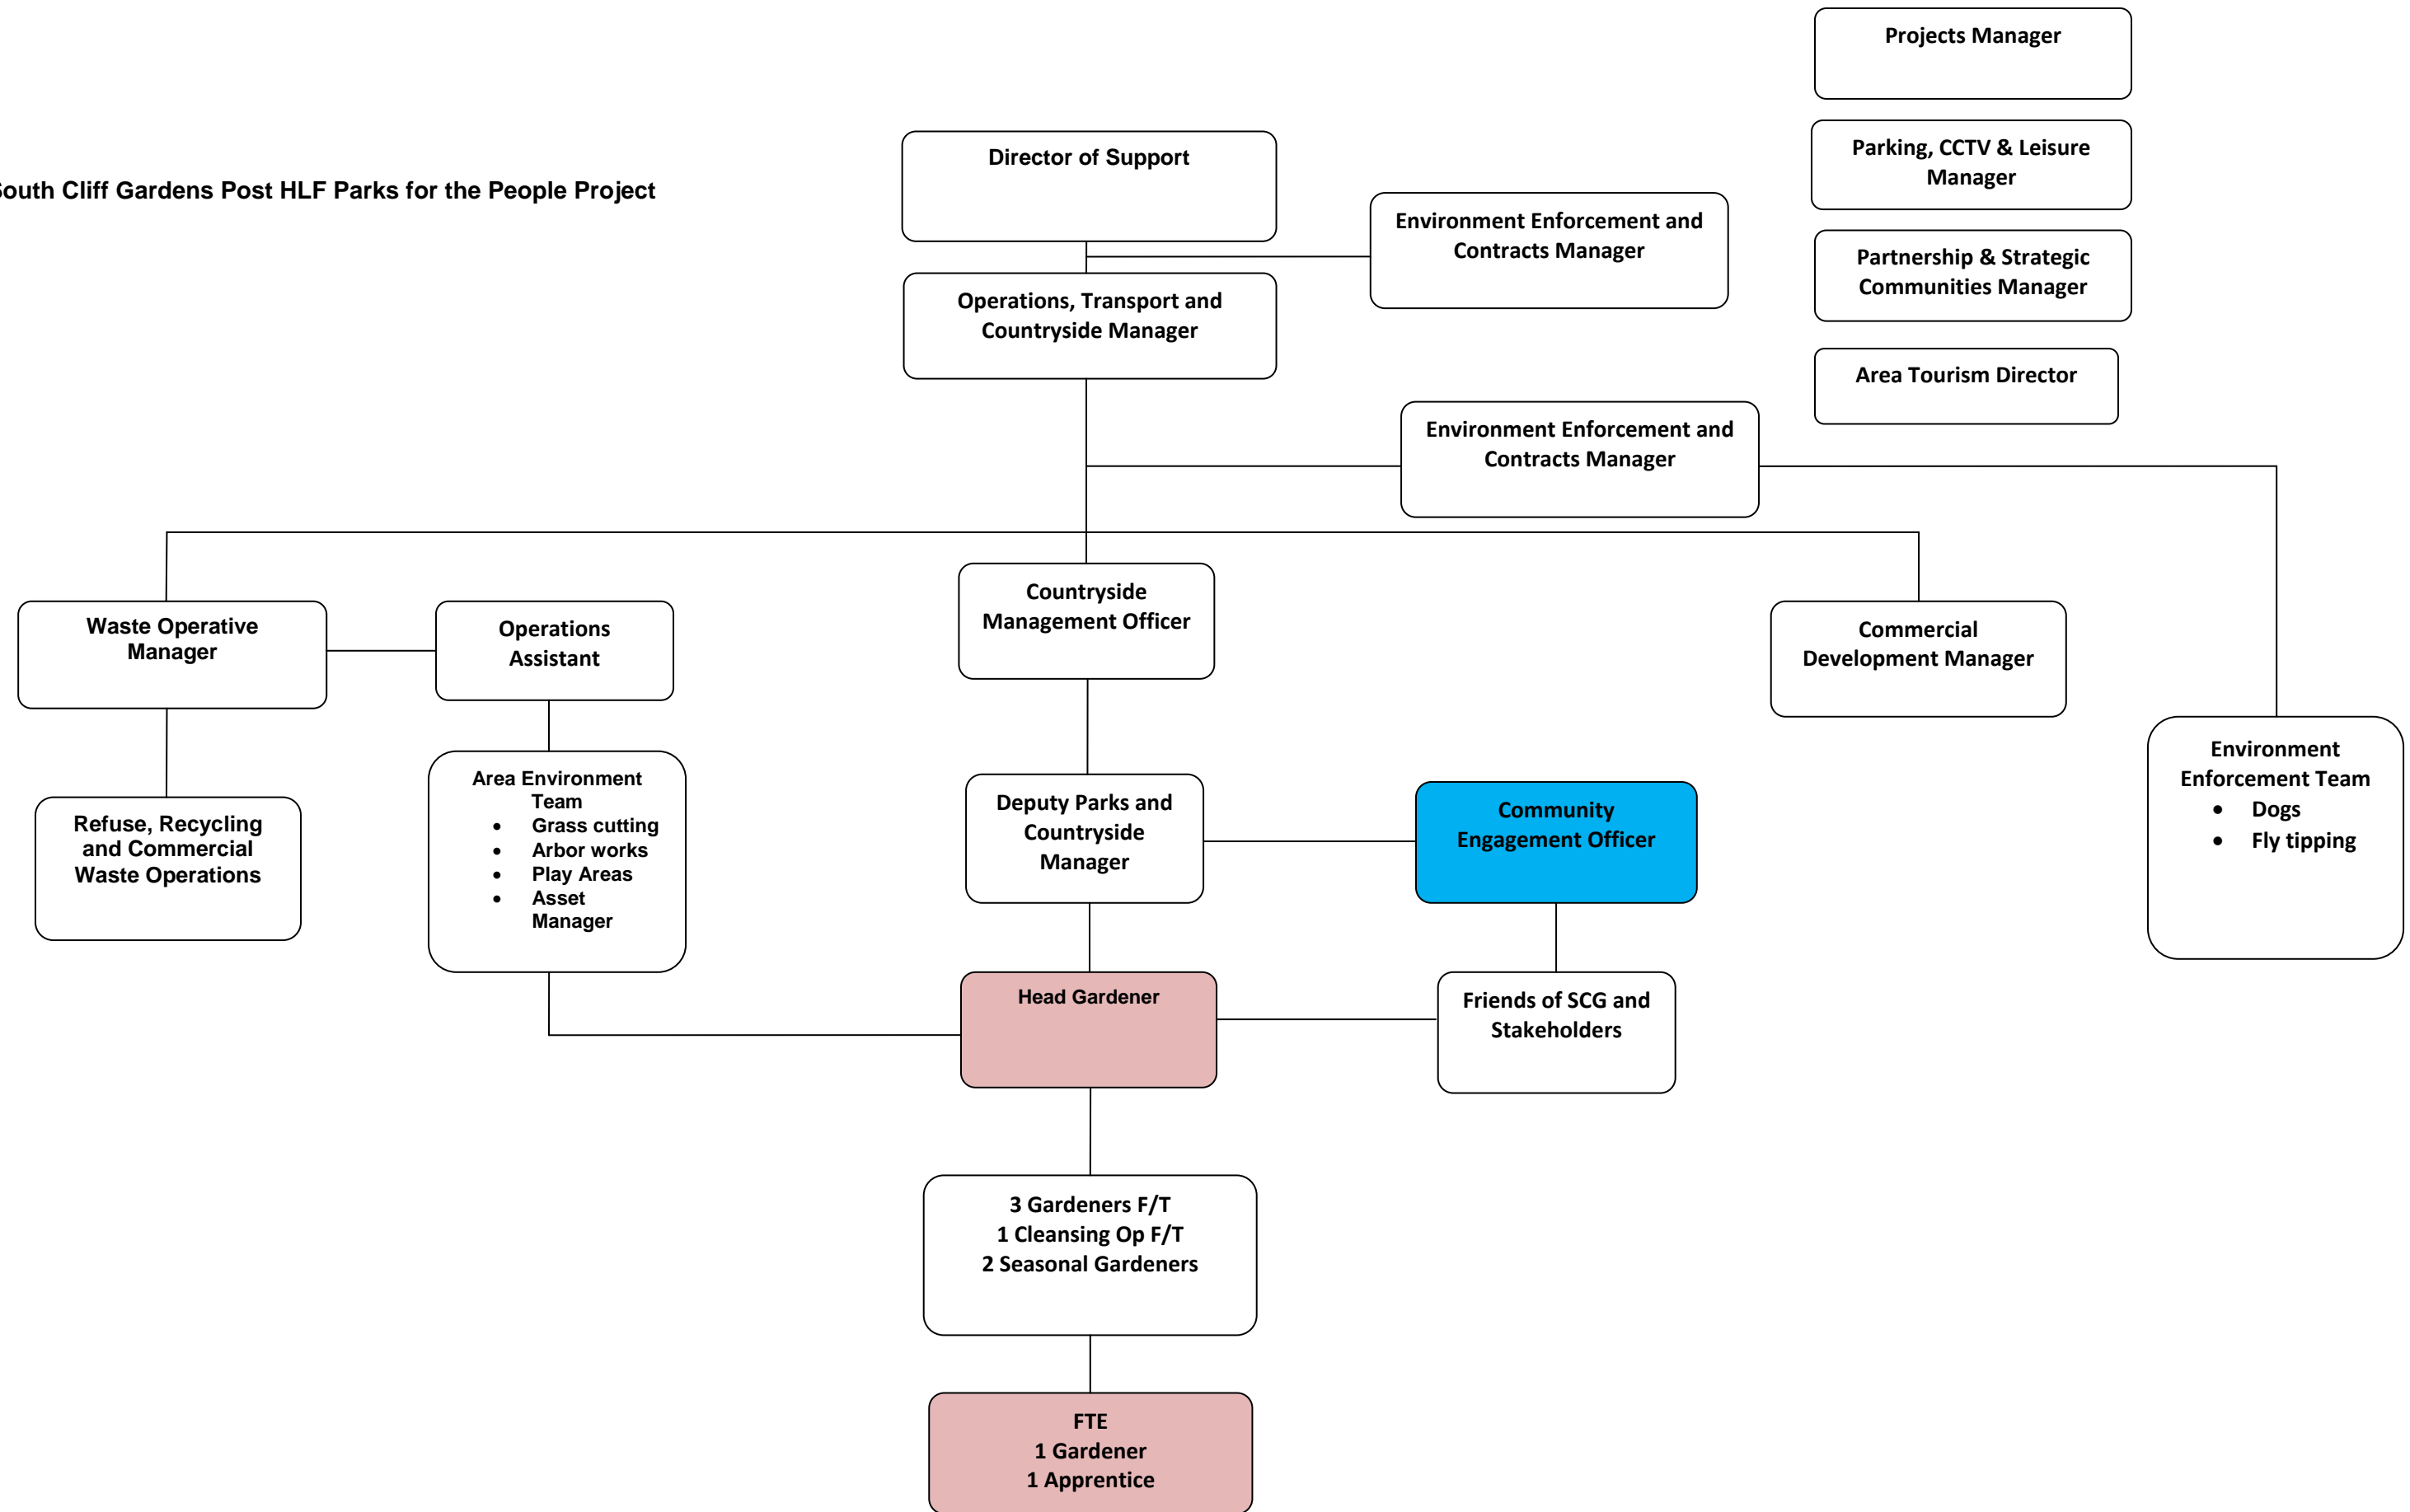 Projects Manager
Parking, CCTV & Leisure
Manager
Partnership & Strategic
Communities Manager
Area Tourism Director
South Cliff Gardens Post HLF Parks for the People Project
Director of Support
Environment Enforcement and
Contracts Manager
Operations, Transport and
Countryside Manager
Environment Enforcement and
Contracts Manager
Waste Operative
Manager
Operations
Assistant
Countryside
Management Officer
Commercial
Development Manager
Refuse, Recycling
and Commercial
Waste Operations
Area Environment
Team
• Grass cutting
• Arbor works
• Play Areas
• Asset
Manager
Deputy Parks and
Countryside
Manager
Community
Engagement Officer
Environment
Enforcement Team
• Dogs
• Fly tipping
Head Gardener
Friends of SCG and
Stakeholders
3 Gardeners F/T
1 Cleansing Op F/T
2 Seasonal Gardeners
FTE
1 Gardener
1 Apprentice